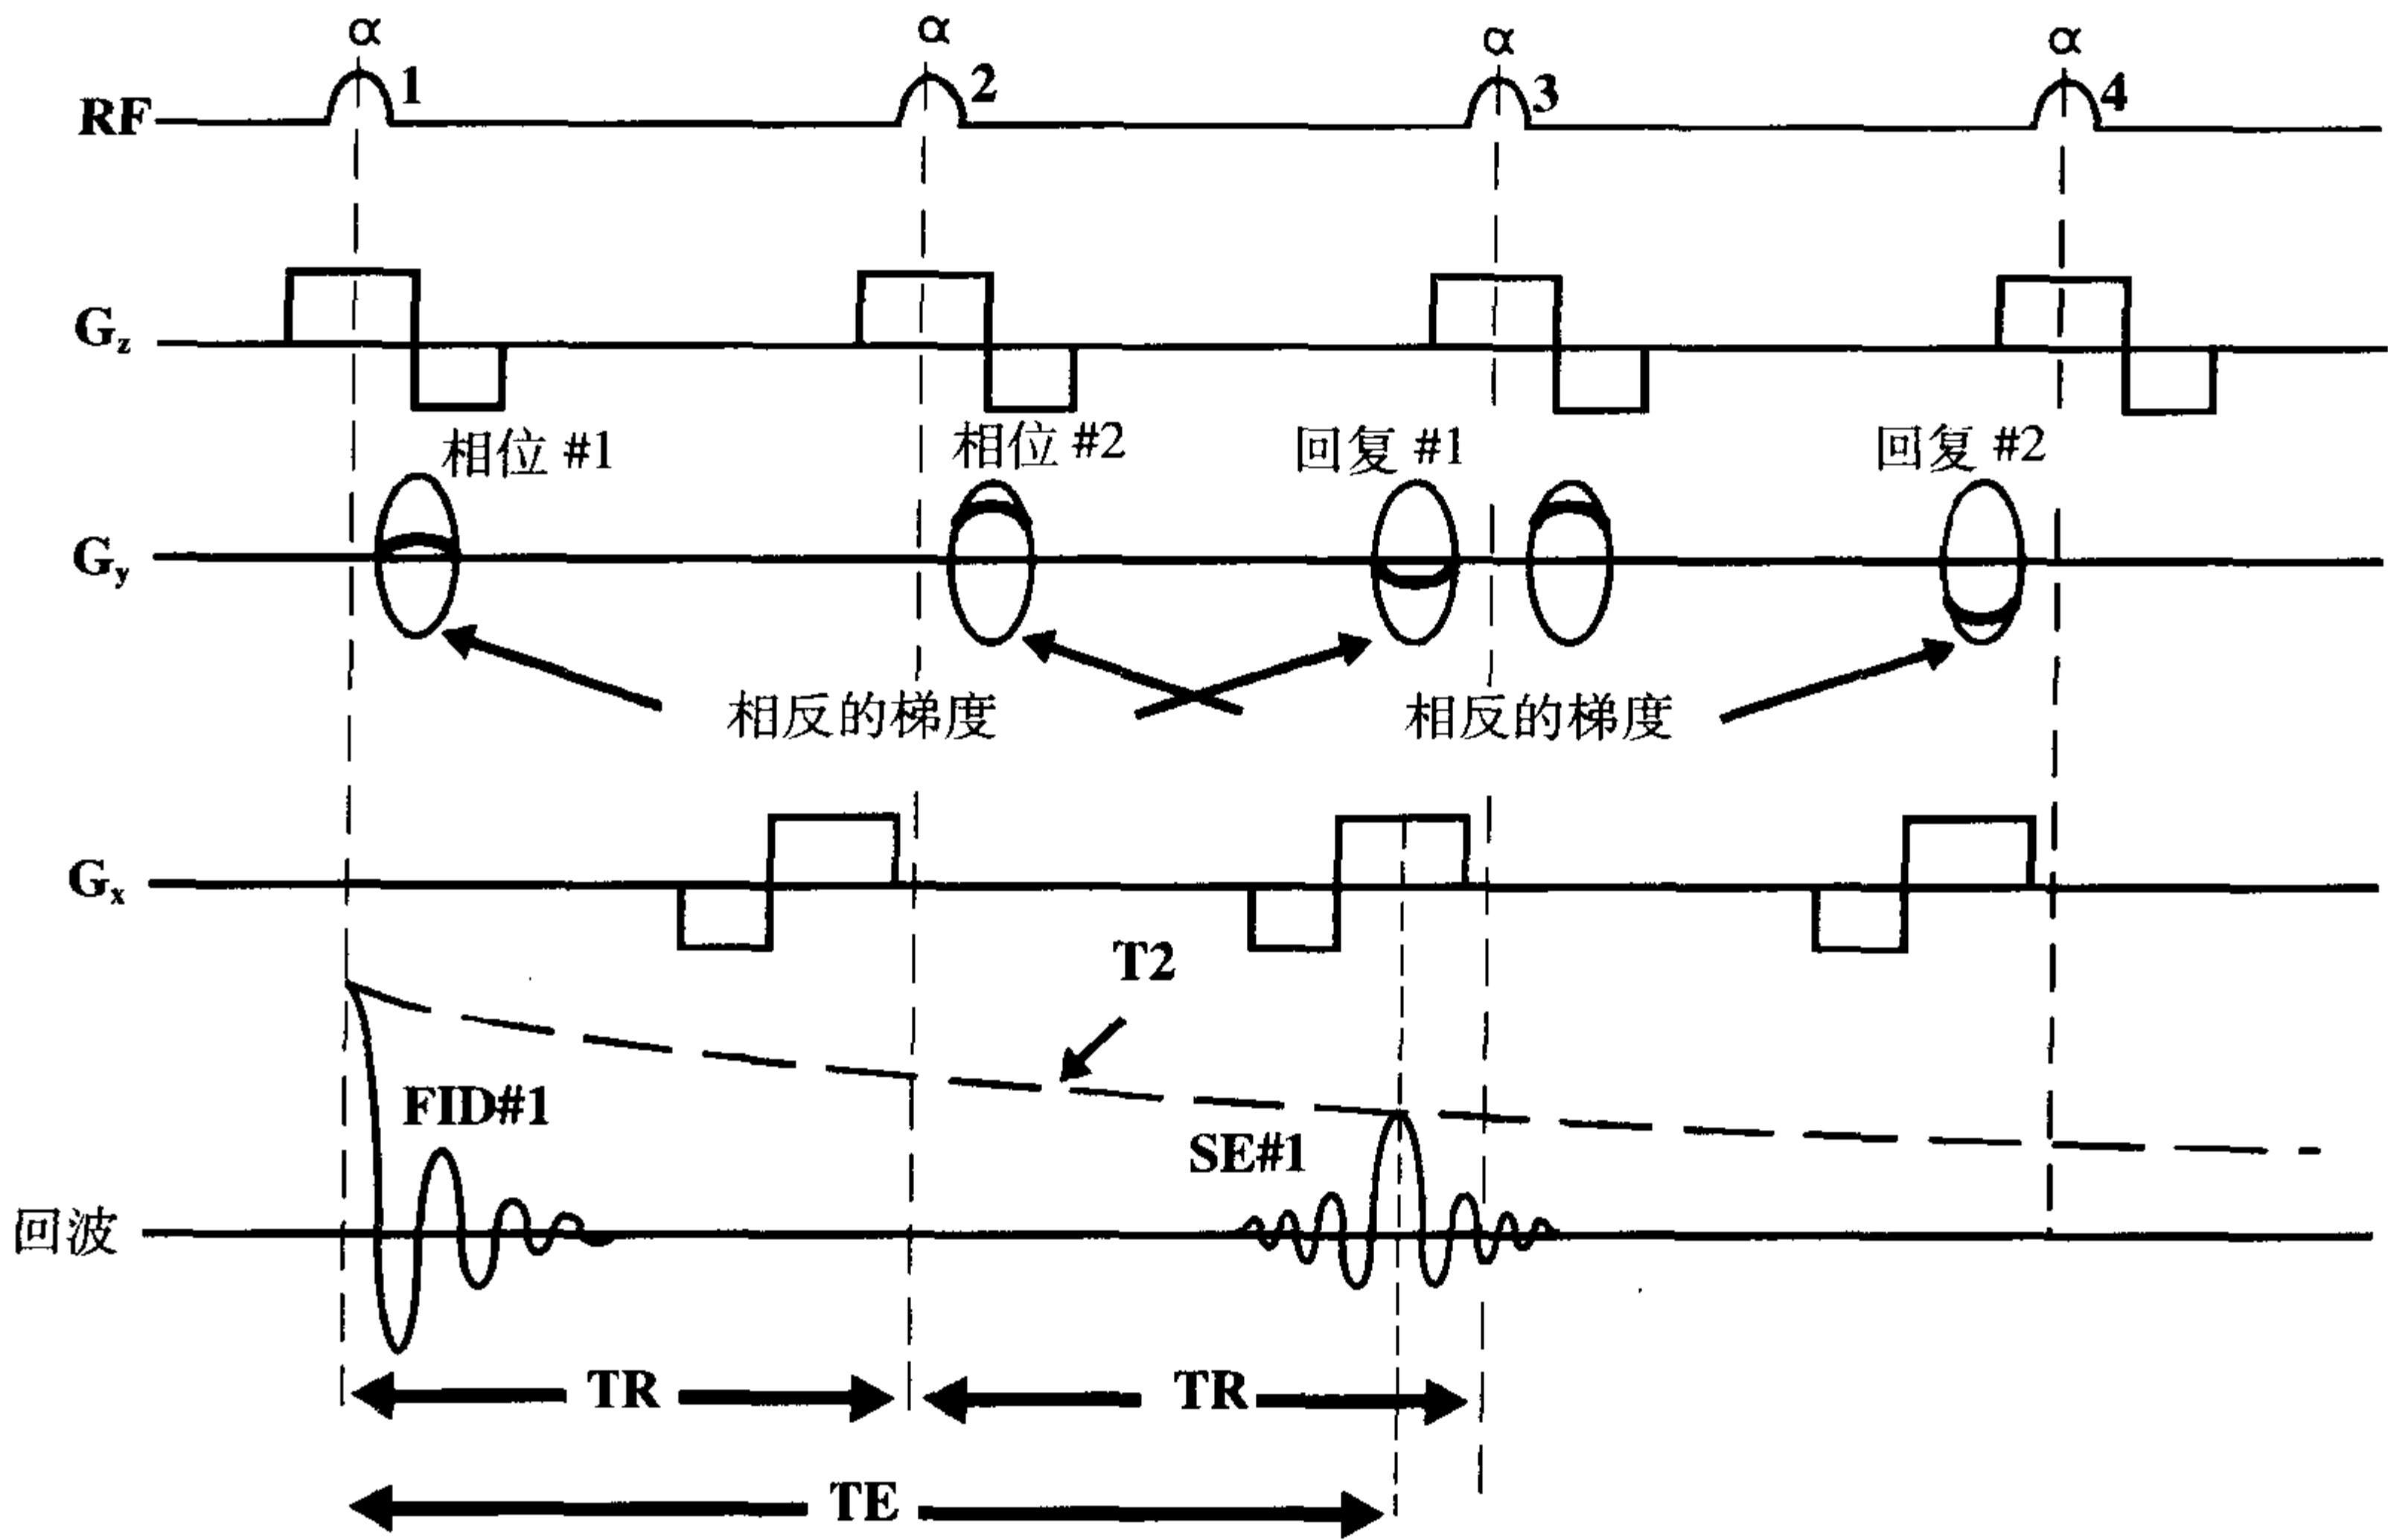 α α α α
RF 1 2 3 4
Gz
相位 #1 相位 #2 回复 #1 回复 #2
Gy
相反的梯度 相反的梯度
Gx
T2
FID#1
SE#1
回波
TR TR
TE